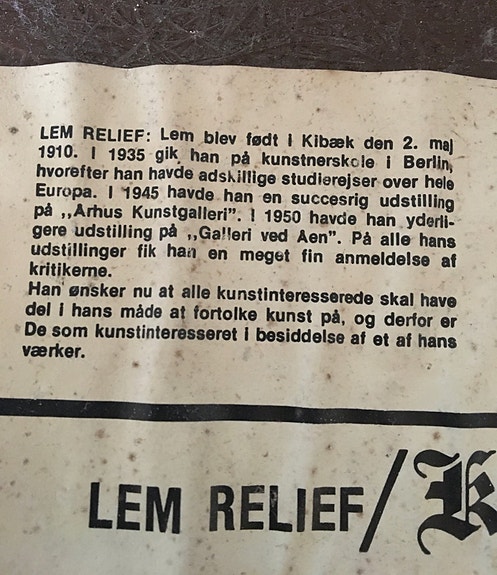 LEM RELIEF: Lem blev født i Kibæk den 2. maj
1910. I 1935 gik han på kunstnerskole i Berlin,
hvorefter han havde adskillige studierejser over hele
Europa. I 1945 havde han en succesrig udstilling
på ,,Arhus Kunstgalleri”. I 1950 havde han yderli-
gere udstilling på ,,Galleri ved Aen”. På alle hans
udstillinger fik han en meget fin anmeldelse af
kritikerne.
Han ønsker nu at alle kunstinteresserede skal have
del i hans måde at fortolke kunst på, og derfor er
De som kunstinteresseret i besiddelse af et af hans
værker.
LEM RELIEF/K